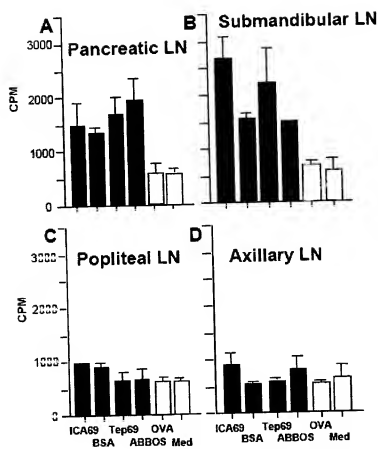 A
Pancreatic LN
B
Submandibular LN
CPM
3000
2000
1000
0
C
Popliteal LN
D
Axillary LN
CPM
3000
2000
1000
0
ICA69 Tep69 OVA
BSA ABBOS Med
ICA69 Tep69 OVA
BSA ABBOS Med